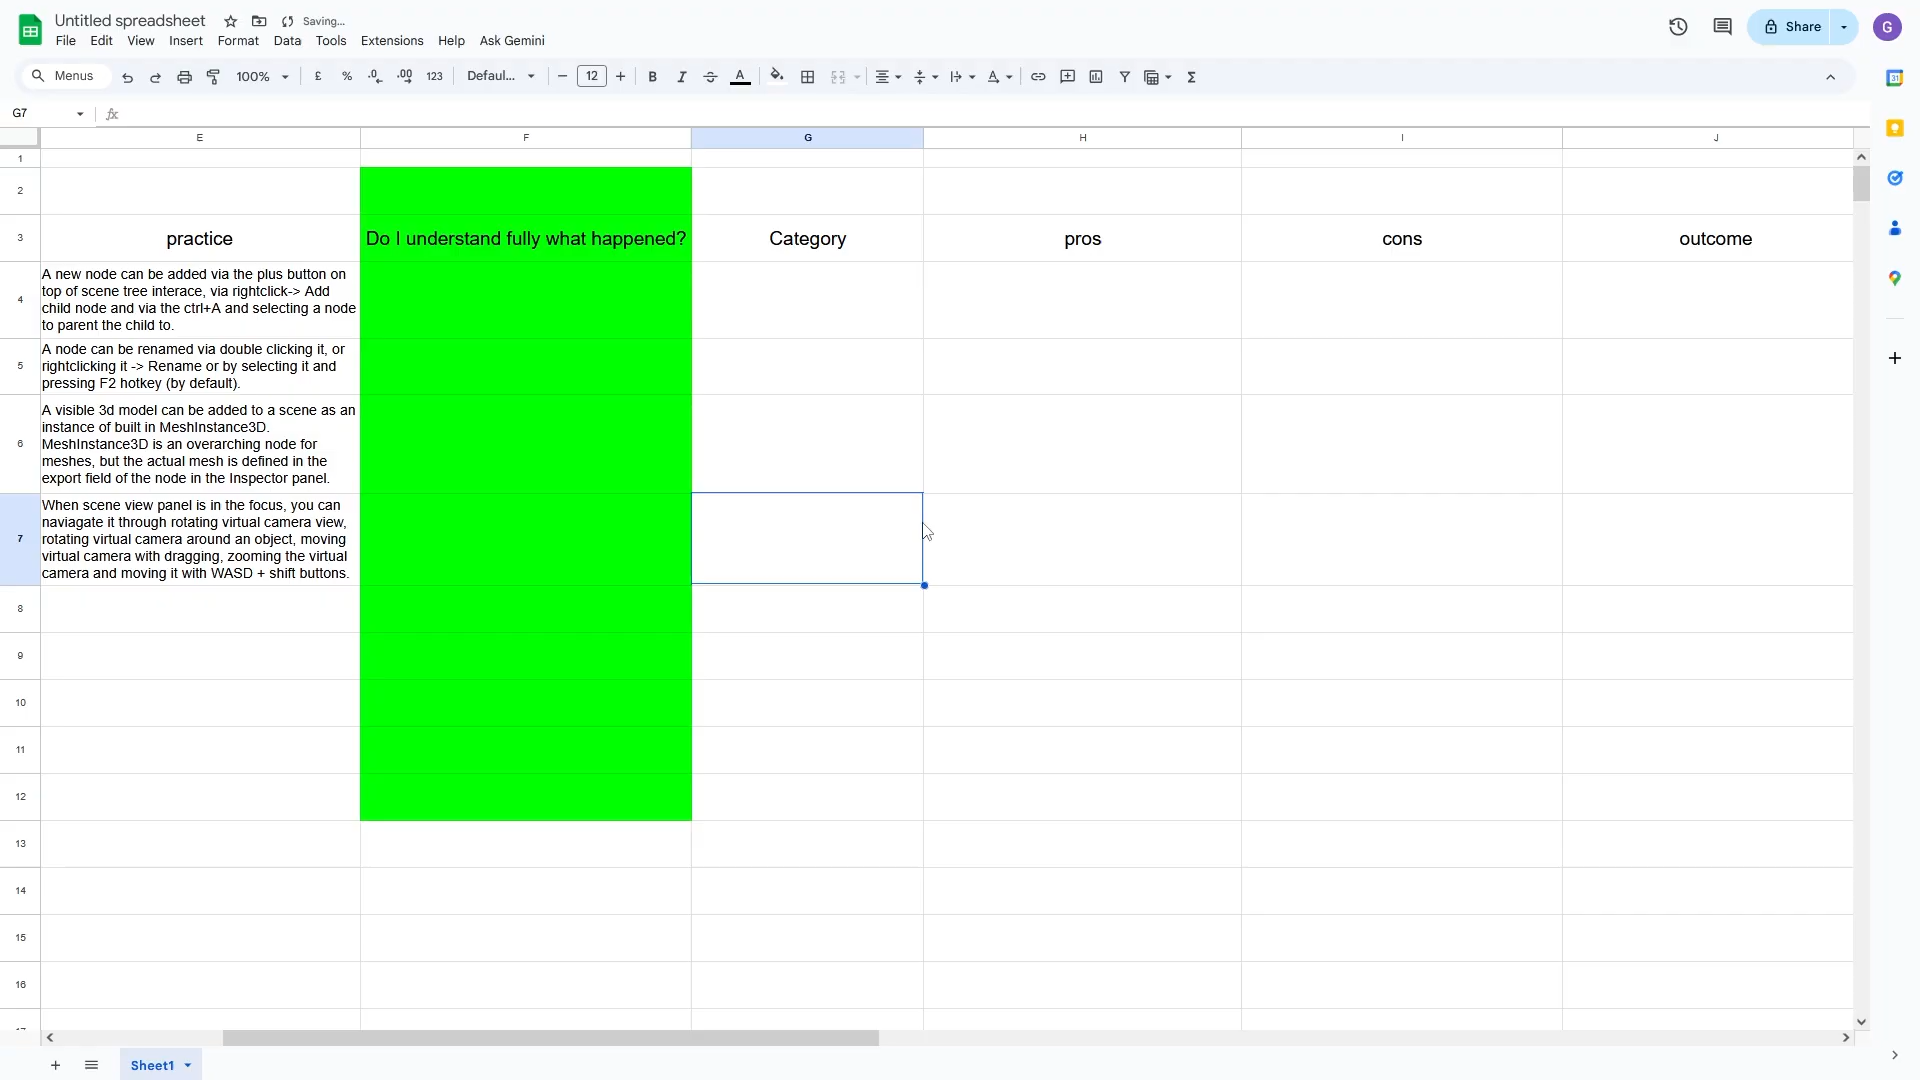 Untitled spreadsheet
Saving...
File Edit View Insert Format Data Tools Extensions Help Ask Gemini
Share
G
Menus
100%
£ % .0 .00 123
Defaul...
12
B I A
31
G7
fx
E F G H I J
1
2
3 practice Do I understand fully what happened? Category pros cons outcome
4
A new node can be added via the plus button on
top of scene tree interace, via rightclick-> Add
child node and via the ctrl+A and selecting a node
to parent the child to.
5
A node can be renamed via double clicking it, or
rightclicking it -> Rename or by selecting it and
pressing F2 hotkey (by default).
6
A visible 3d model can be added to a scene as an
instance of built in MeshInstance3D.
MeshInstance3D is an overarching node for
meshes, but the actual mesh is defined in the
export field of the node in the Inspector panel.
7
When scene view panel is in the focus, you can
naviagate it through rotating virtual camera view,
rotating virtual camera around an object, moving
virtual camera with dragging, zooming the virtual
camera and moving it with WASD + shift buttons.
8
9
10
11
12
13
14
15
16
Sheet1